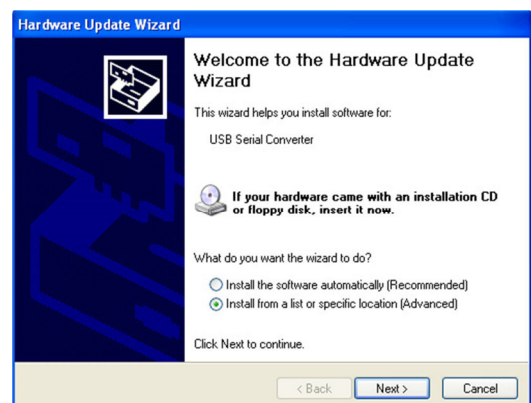 Hardware Update Wizard
Welcome to the Hardware Update
Wizard
This wizard helps you install software for:
USB Serial Converter
If your hardware came with an installation CD
or floppy disk, insert it now.
What do you want the wizard to do?
Install the software automatically (Recommended)
Install from a list or specific location (Advanced)
Click Next to continue.
< Back Next > Cancel